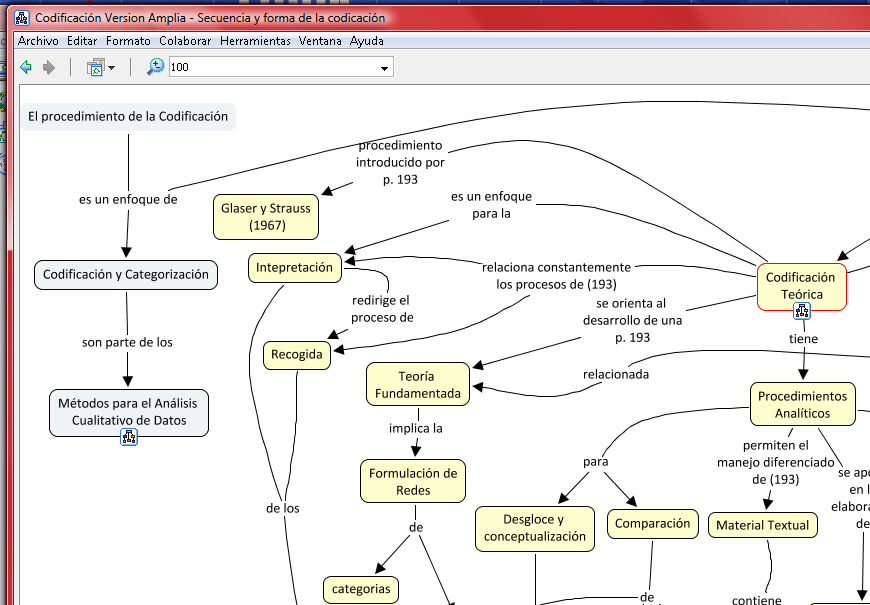 Codificación Version Amplia - Secuencia y forma de la codicación
Archivo Editar Formato Colaborar Herramientas Ventana Ayuda
100
El procedimiento de la Codificación
es un enfoque de
Codificación y Categorización
son parte de los
Métodos para el Análisis
Cualitativo de Datos
procedimiento
introducido por
p. 193
Glaser y Strauss
(1967)
es un enfoque
para la
Intepretación
redirige el
proceso de
relaciona constantemente
los procesos de (193)
Recogida
de los
Codificación
Teórica
se orienta al
desarrollo de una
p. 193
tiene
relacionada
Teoría
Fundamentada
implica la
Formulación de
Redes
de
categorias
Procedimientos
Analíticos
para
Desgloce y
conceptualización
Comparación
de
permiten el
manejo diferenciado
de (193)
Material Textual
contiene
se apo
en l
elabora
de